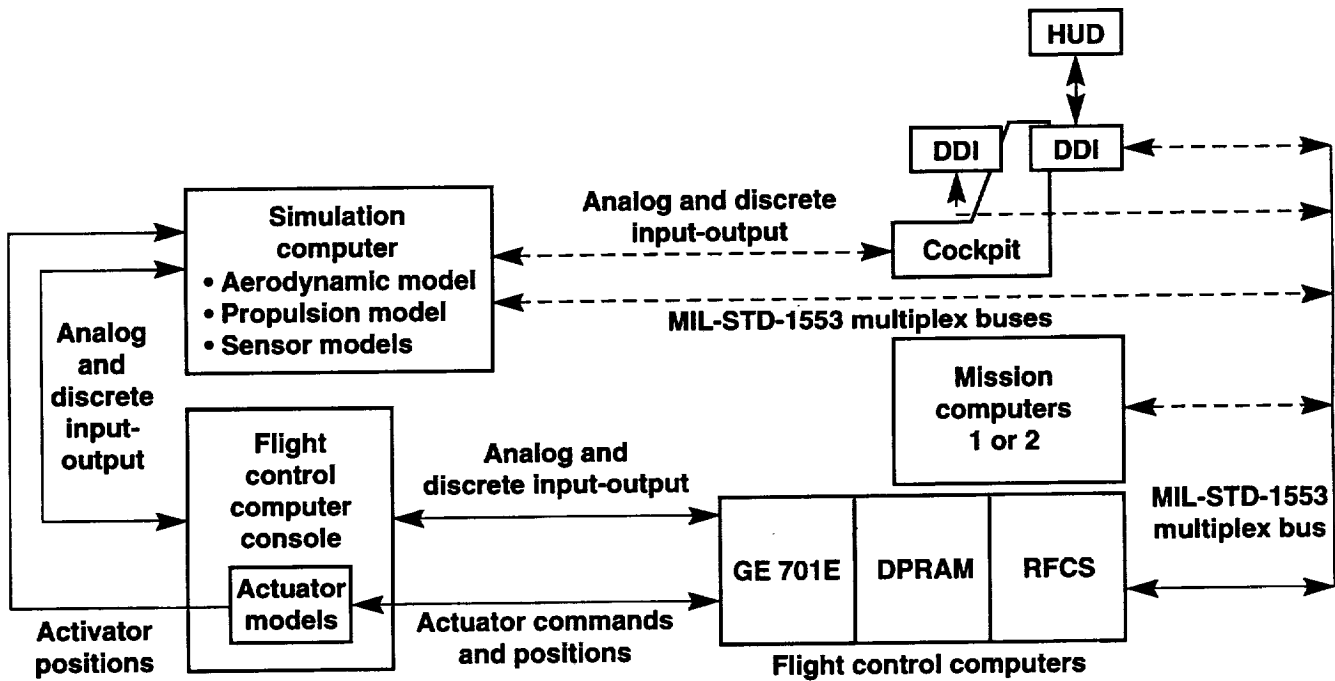 HUD
DDI
DDI
Simulation
computer
• Aerodynamic model
• Propulsion model
• Sensor models
Analog and discrete
input-output
Cockpit
MIL-STD-1553 multiplex buses
Analog
and
discrete
input-
output
Mission
computers
1 or 2
Flight
control
computer
console
Actuator
models
Analog and
discrete input-output
MIL-STD-1553
multiplex bus
GE 701E
DPRAM
RFCS
Activator
positions
Actuator commands
and positions
Flight control computers